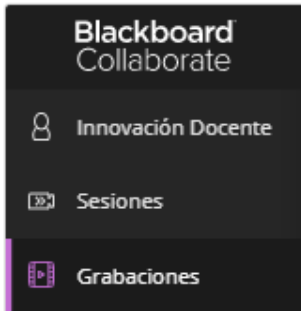 Blackboard
Collaborate
Innovación Docente
Sesiones
Grabaciones